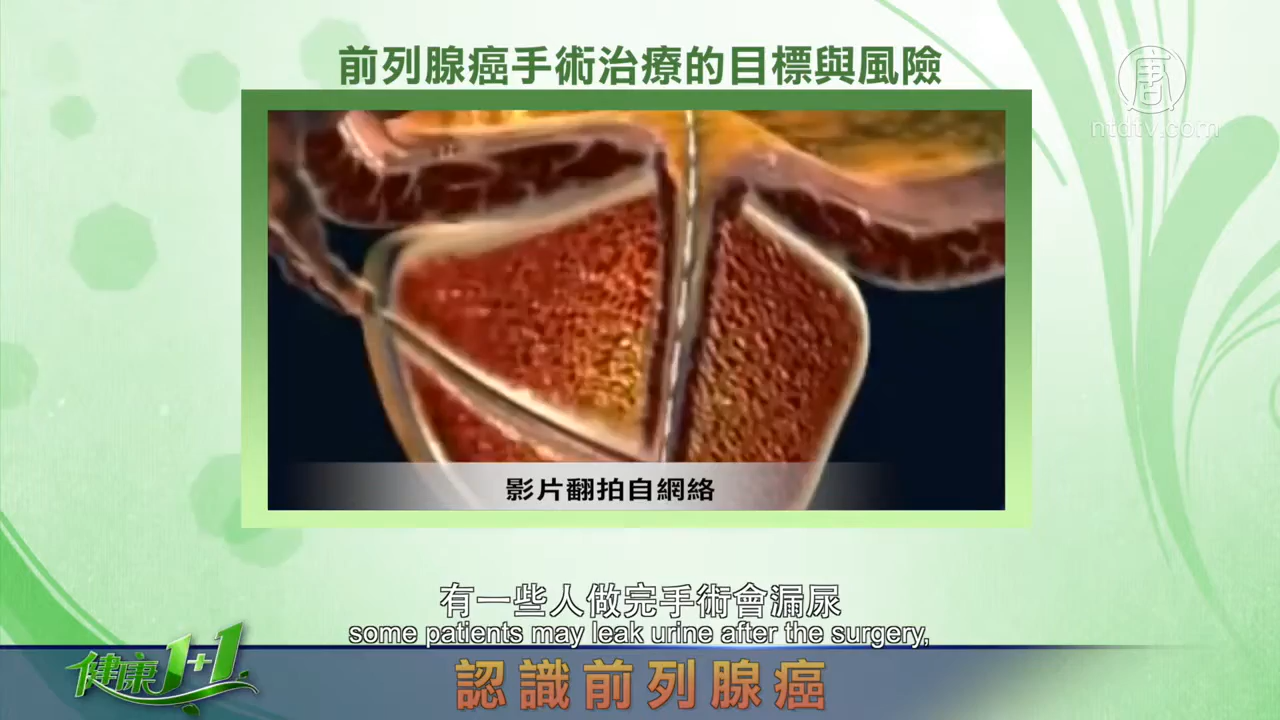 前列腺癌手術治療的目標與風險
唐
ntdtv.com
影片翻拍自網絡
有一些人做完手術會漏尿
some patients may leak urine after the surgery,
健康1+1
認識前列腺癌